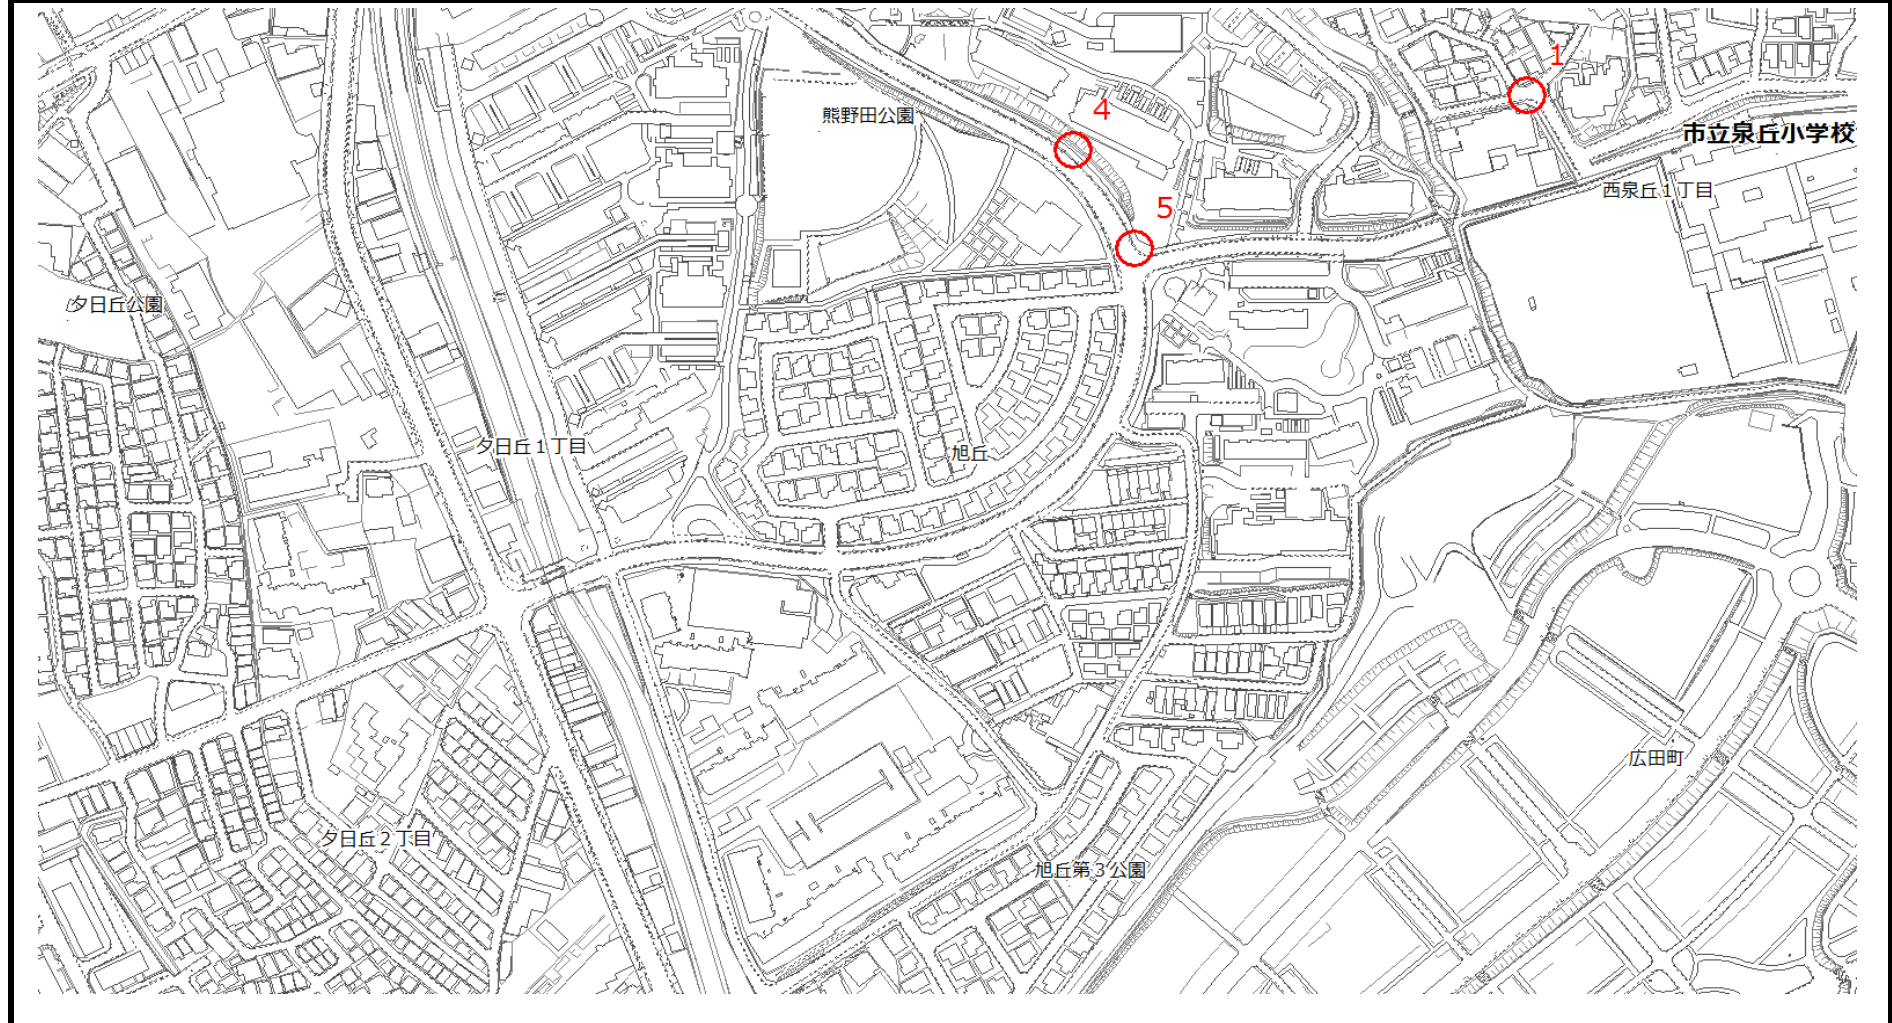 1
4
熊野田公園
市立泉丘小学校
西泉丘1丁目
5
夕日丘公園
夕日丘1丁目
旭丘
広田町
夕日丘2丁目
旭丘第3公園